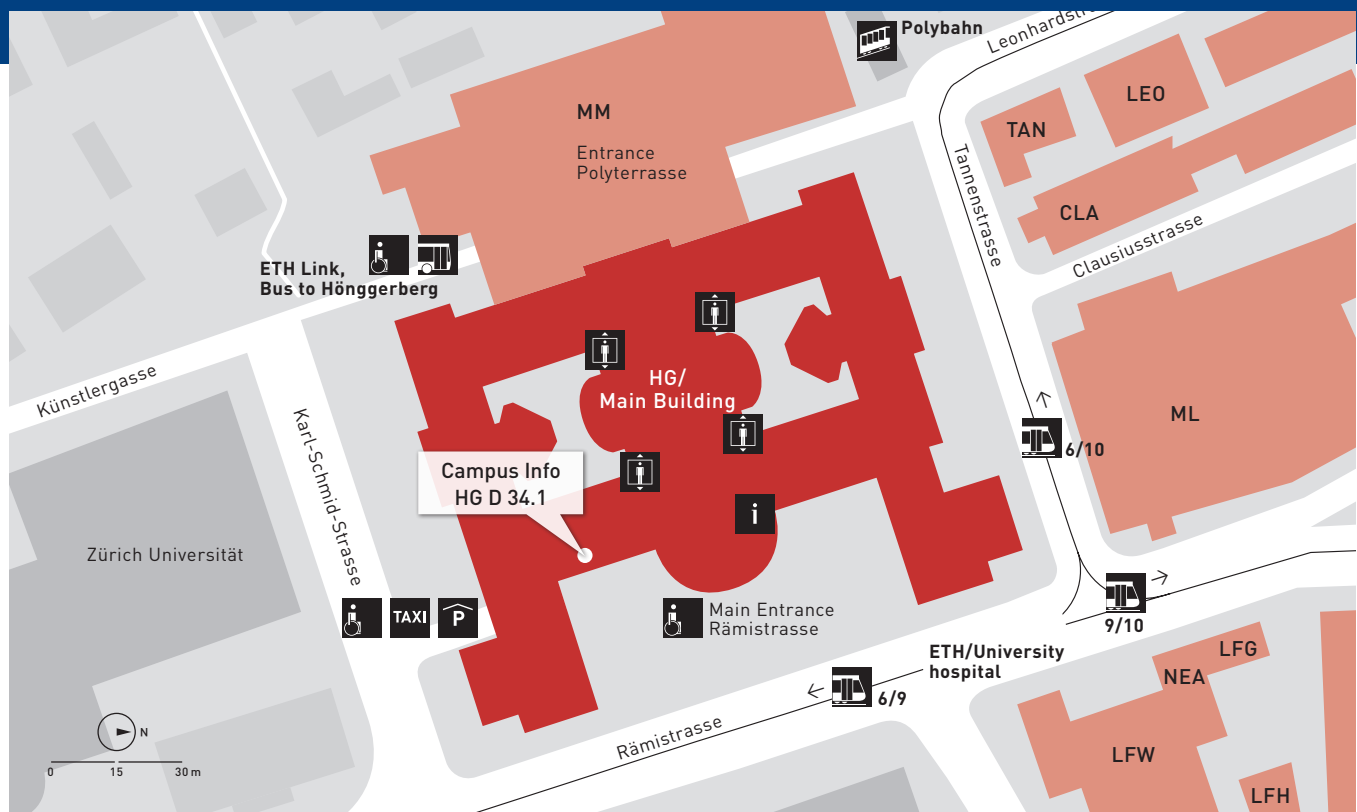 Polybahn
Leonhardstr
MM
Entrance
Polyterrasse
LEO
TAN
CLA
Tannenstrasse
Clausiusstrasse
ETH Link,
Bus to Hönggerberg
Künstlergasse
HG/
Main Building
ML
6/10
Karl-Schmid-Strasse
Campus Info
HG D 34.1
i
Zürich Universität
TAXI
P
Main Entrance
Rämistrasse
9/10
ETH/University
hospital
LFG
NEA
6/9
Rämistrasse
LFW
LFH
N
0 15 30 m